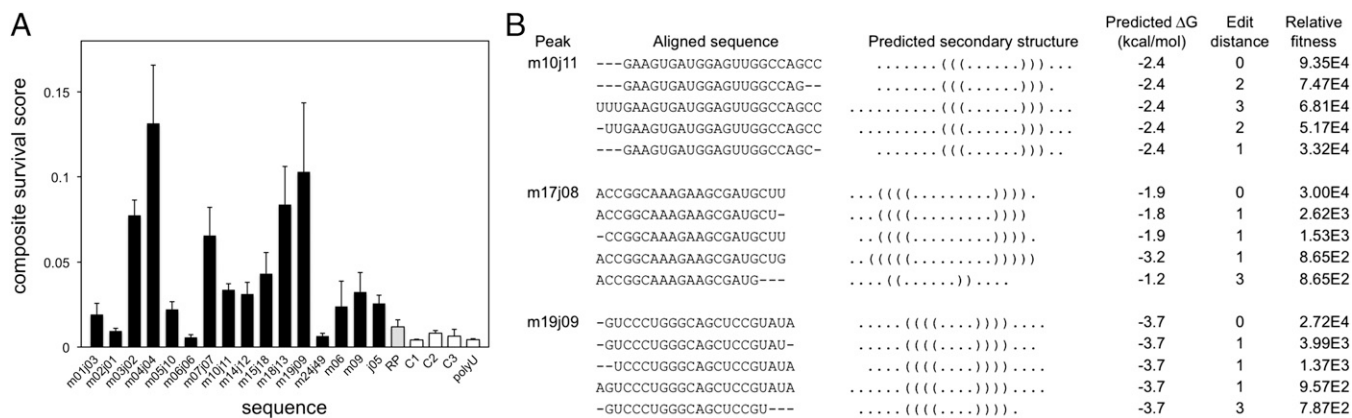 A
composite survival score
0.15
0.1
0.05
0
m01j03
m02j01
m03j02
m04j04
m05j10
m06j06
m07j07
m10j11
m14j12
m15j18
m18j13
m19j09
m24j49
m06
m09
j05
RP
C1
C2
C3
polyU
sequence
B
Peak Aligned sequence Predicted secondary structure Predicted ΔG (kcal/mol) Edit distance Relative fitness
m10j11 ---GAAGUGAUGGAGUUGGCCAGCC .......(((......)))... -2.4 0 9.35E4
---GAAGUGAUGGAGUUGGCCAG-- .......(((......))). -2.4 2 7.47E4
UUUGAAGUGAUGGAGUUGGCCAGCC ..........(((......)))... -2.4 3 6.81E4
-UUGAAGUGAUGGAGUUGGCCAGCC .........(((......)))... -2.4 2 5.17E4
---GAAGUGAUGGAGUUGGCCAGC- .......(((......))).. -2.4 1 3.32E4
m17j08 ACCGGCAAAGAAGCGAUGCUU ...((((.........)))). -1.9 0 3.00E4
ACCGGCAAAGAAGCGAUGCU- ...((((.........)))) -1.8 1 2.62E3
-CCGGCAAAGAAGCGAUGCUU ..((((.........)))). -1.9 1 1.53E3
ACCGGCAAAGAAGCGAUGCUG ..(((((.........))))) -3.2 1 8.65E2
ACCGGCAAAGAAGCGAUG--- ....((......)).... -1.2 3 8.65E2
m19j09 -GUCCCUGGGCAGCUCCGUAUA ......((((....)))).... -3.7 0 2.72E4
-GUCCCUGGGCAGCUCCGUAU- .....((((....))))... -3.7 1 3.99E3
--UCCCUGGGCAGCUCCGUAUA ....((((....)))).... -3.7 1 1.37E3
AGUCCCUGGGCAGCUCCGUAUA ......((((....)))).... -3.7 1 9.57E2
-GUCCCUGGGCAGCUCCGU--- .....((((....)))). -3.7 3 7.87E2